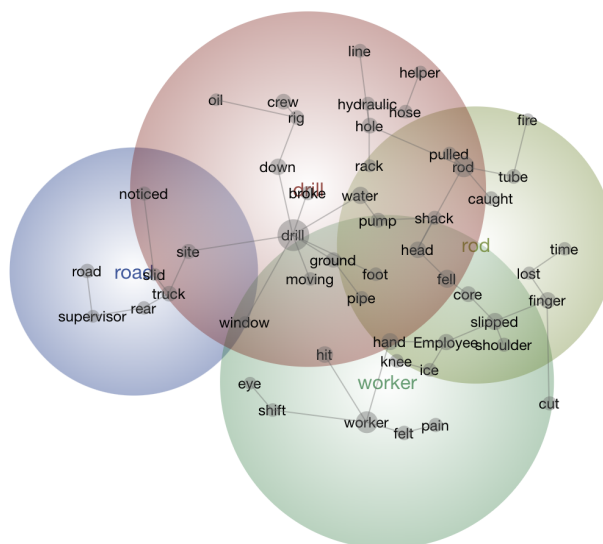 line
helper
oil
crew
hydraulic
hose
rig
hole
fire
pulled
down
rack
rod
tube
noticed
broke
drill
water
caught
pump
shack
drill
rod
site
head
time
ground
road
road
slid
moving
foot
fell
lost
truck
core
pipe
finger
rear
supervisor
window
slipped
hand
Employee
shoulder
hit
knee
ice
eye
worker
shift
cut
worker
felt
pain